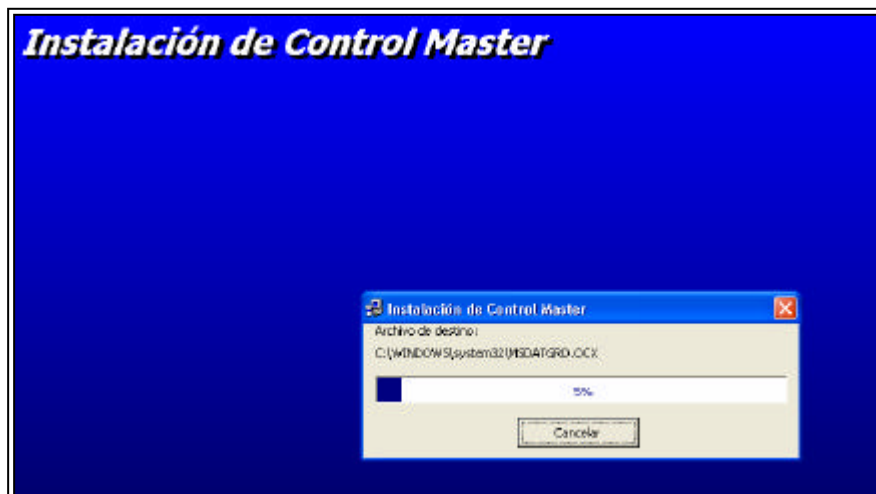 Instalación de Control Master
Instalación de Control Master
Archivo de destino:
C:\WINDOWS\system32\MSDATGRD.OCX
5%
Cancelar